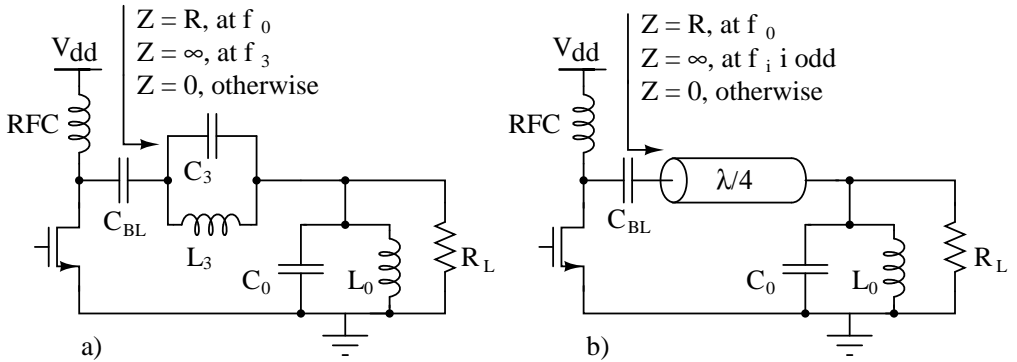 Z = R, at f 0
Z = ∞, at f 3
Z = 0, otherwise
Vdd
RFC
C3
CBL
L3
C0
L0
RL
a)
Z = R, at f 0
Z = ∞, at f i i odd
Z = 0, otherwise
Vdd
RFC
λ/4
CBL
C0
L0
RL
b)